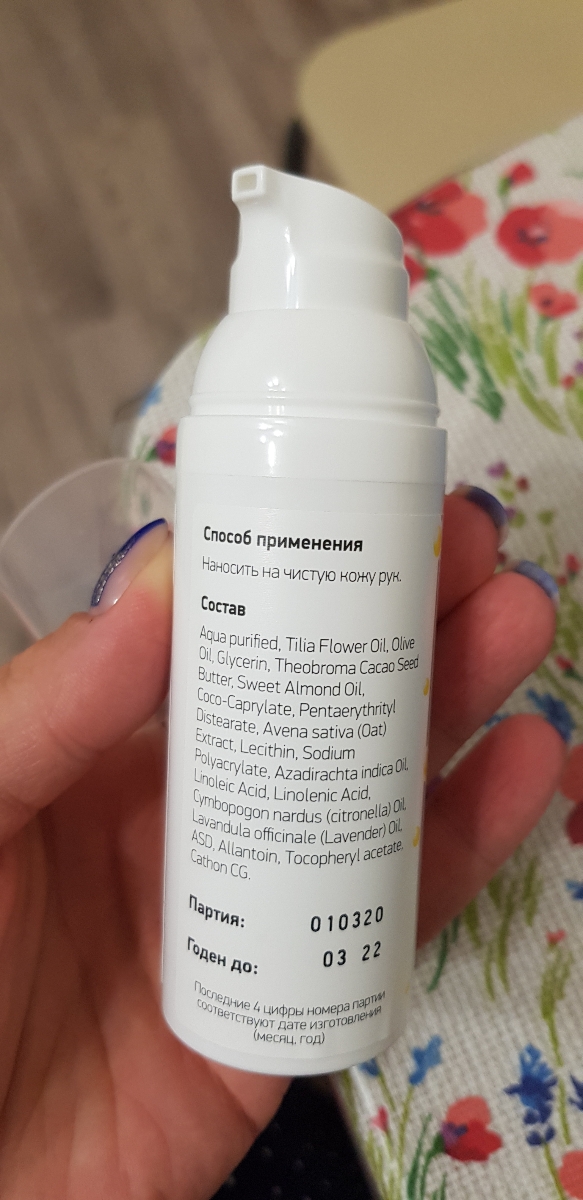 Способ применения
Наносить на чистую кожу рук.
Состав
Aqua purified, Tilia Flower Oil, Olive
Oil, Glycerin, Theobroma Cacao Seed
Butter, Sweet Almond Oil,
Coco-Caprylate, Pentaerythrityl
Distearate, Avena sativa (Oat)
Extract, Lecithin, Sodium
Polyacrylate, Azadirachta indica Oil,
Linoleic Acid, Linolenic Acid,
Cymbopogon nardus (citronella) Oil,
Lavandula officinale (Lavender) Oil,
ASD, Allantoin, Tocopheryl acetate,
Cathon CG.
Партия: 010320
Годен до: 03 22
Последние 4 цифры номера партии
соответствуют дате изготовления
(месяц, год)